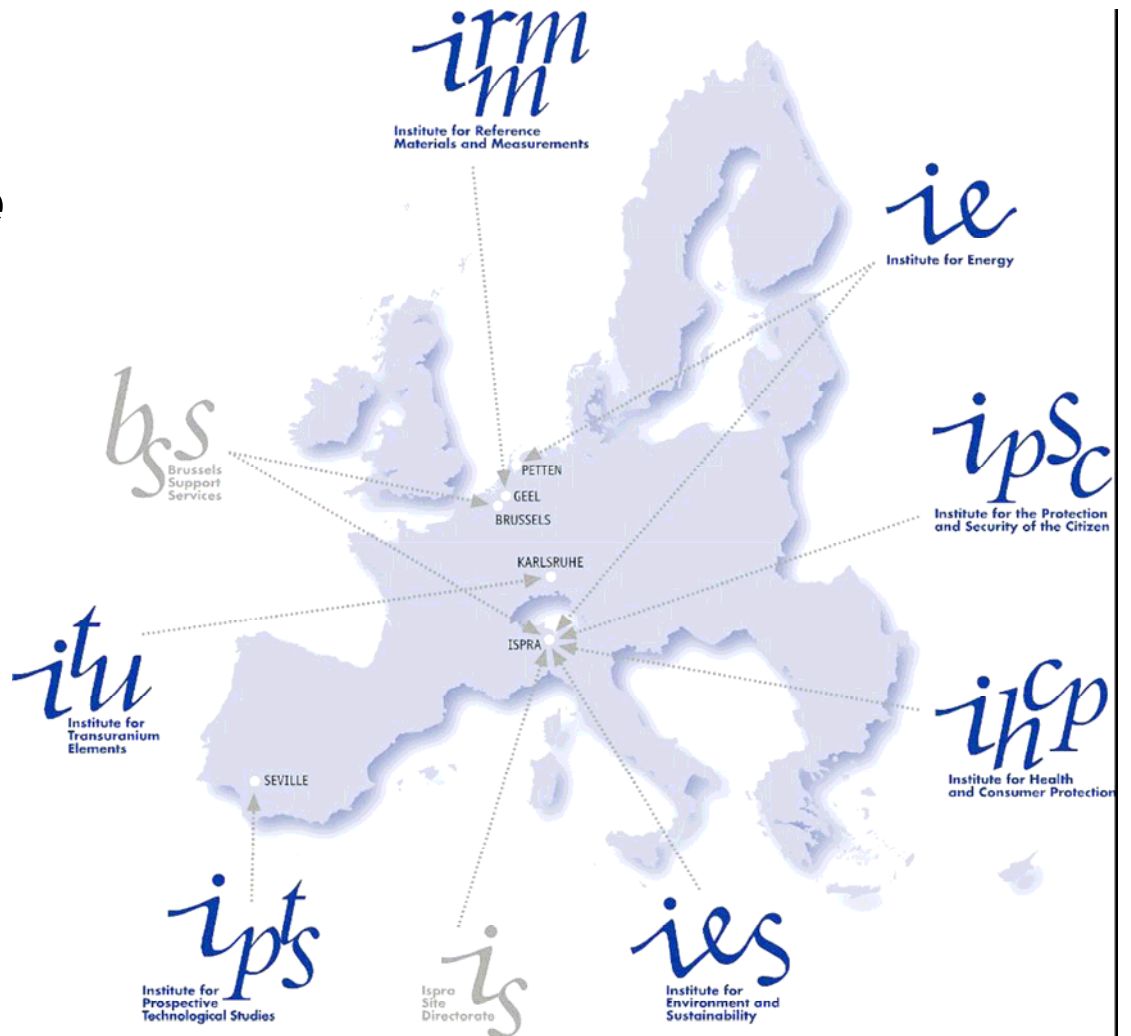 irmm
m
Institute for Reference
Materials and Measurements
e
ie
Institute for Energy
bss
s
Brussels
Support
Services
ipsc
Institute for the Protection
and Security of the Citizen
PETTEN
GEEL
BRUSSELS
KARLSRUHE
ISPRA
itu
Institute for
Transuranium
Elements
ihcp
Institute for Health
and Consumer Protection
SEVILLE
ipts
Institute for
Prospective
Technological Studies
is
Ispra
Site
Directorate
ies
Institute for
Environment and
Sustainability